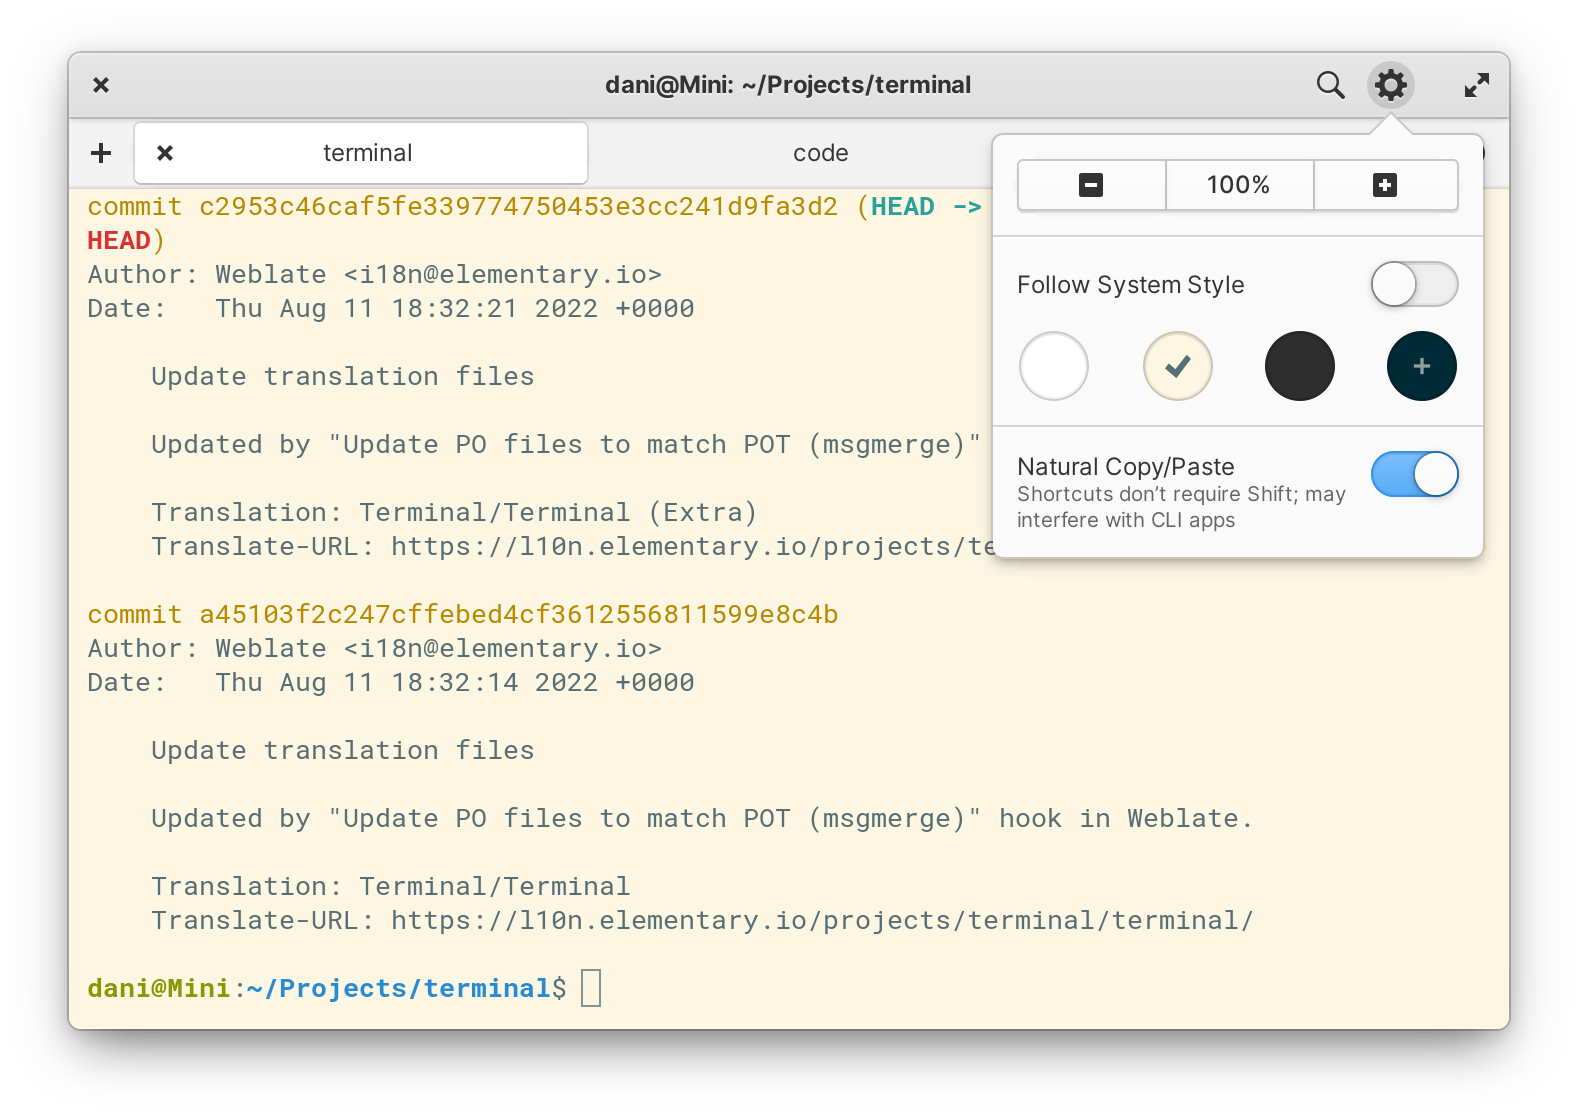 dani@Mini: ~/Projects/terminal
terminal
code
100%
Follow System Style
Natural Copy/Paste
Shortcuts don’t require Shift; may
interfere with CLI apps
commit c2953c46caf5fe339774750453e3cc241d9fa3d2 (HEAD ->
HEAD)
Author: Weblate <i18n@elementary.io>
Date:   Thu Aug 11 18:32:21 2022 +0000
Update translation files
Updated by "Update PO files to match POT (msgmerge)"
Translation: Terminal/Terminal (Extra)
Translate-URL: https://l10n.elementary.io/projects/te
commit a45103f2c247cffebed4cf3612556811599e8c4b
Author: Weblate <i18n@elementary.io>
Date:   Thu Aug 11 18:32:14 2022 +0000
Update translation files
Updated by "Update PO files to match POT (msgmerge)" hook in Weblate.
Translation: Terminal/Terminal
Translate-URL: https://l10n.elementary.io/projects/terminal/terminal/
dani@Mini:~/Projects/terminal$